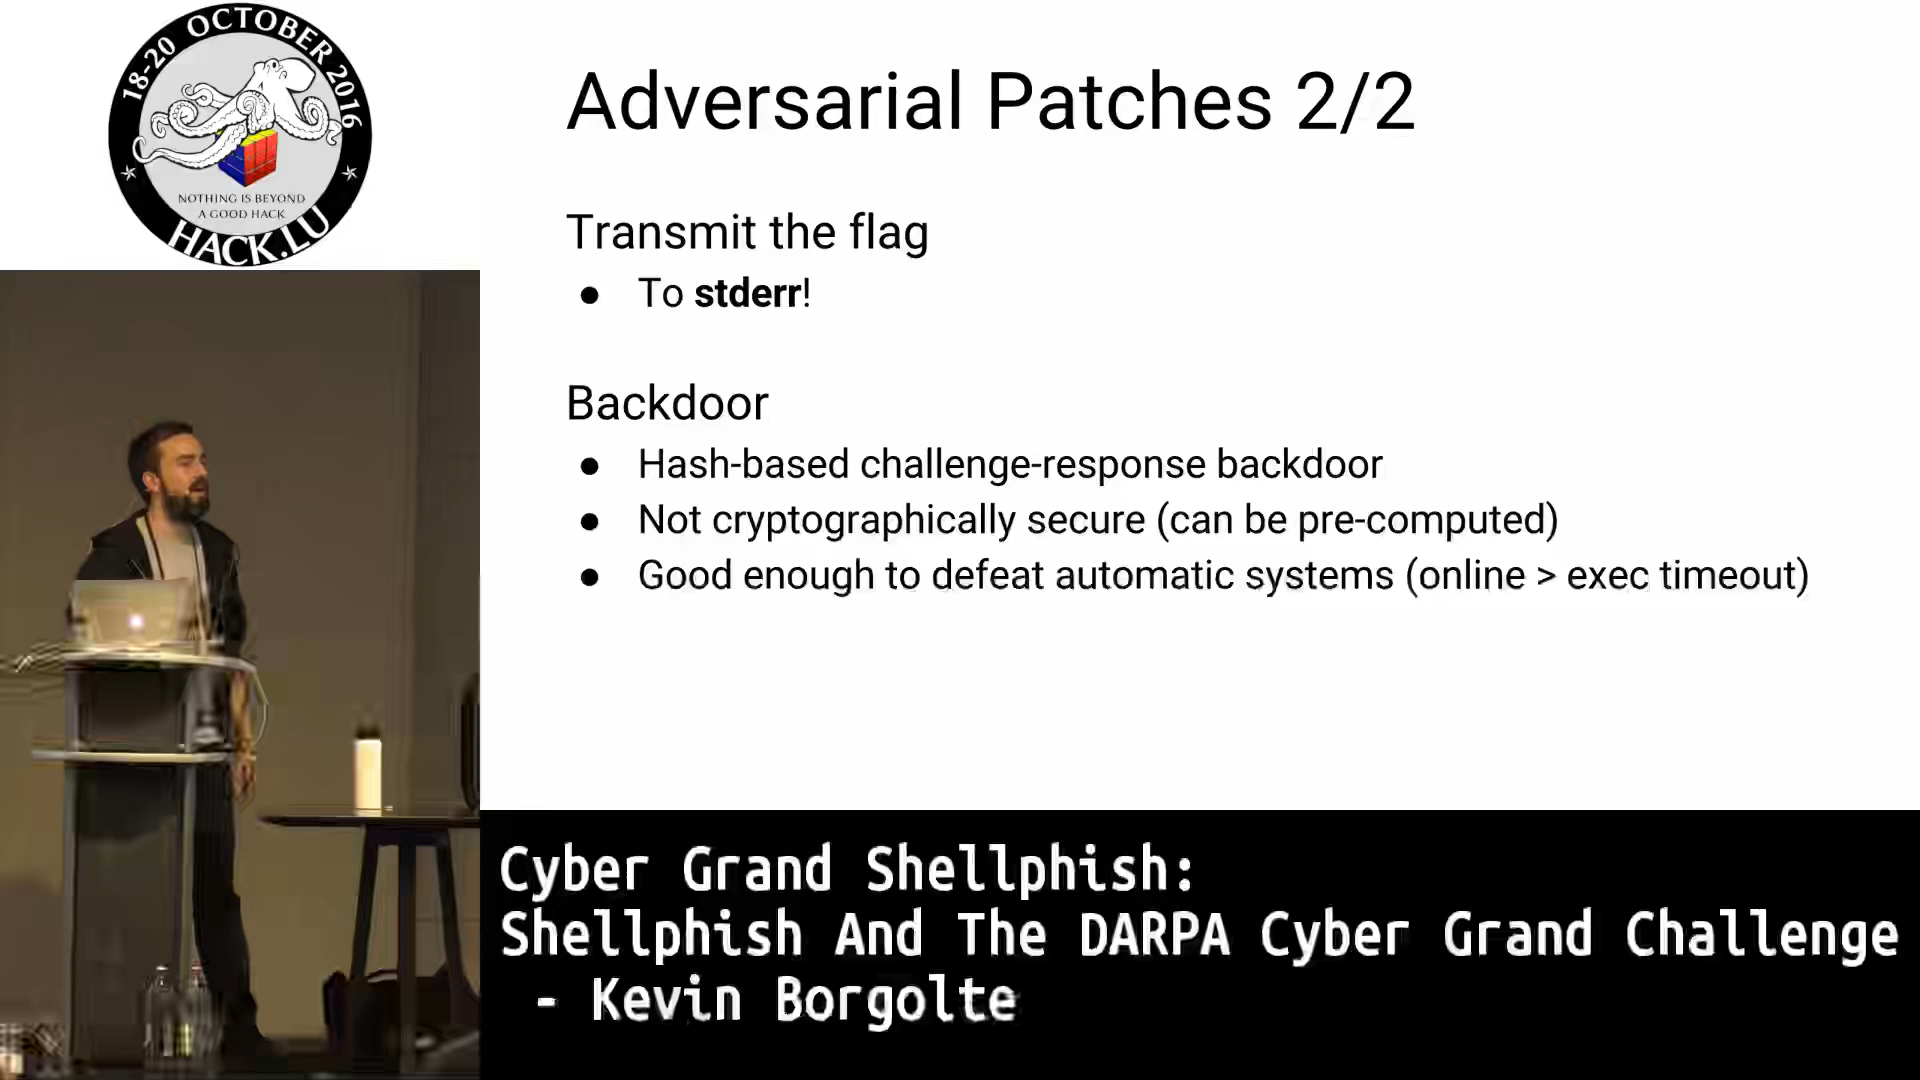 18-20 OCTOBER 2016
NOTHING IS BEYOND
A GOOD HACK
HACK.LU
Adversarial Patches 2/2
Transmit the flag
● To stderr!
Backdoor
● Hash-based challenge-response backdoor
● Not cryptographically secure (can be pre-computed)
● Good enough to defeat automatic systems (online > exec timeout)
Cyber Grand Shellphish:
Shellphish And The DARPA Cyber Grand Challenge
- Kevin Borgolte